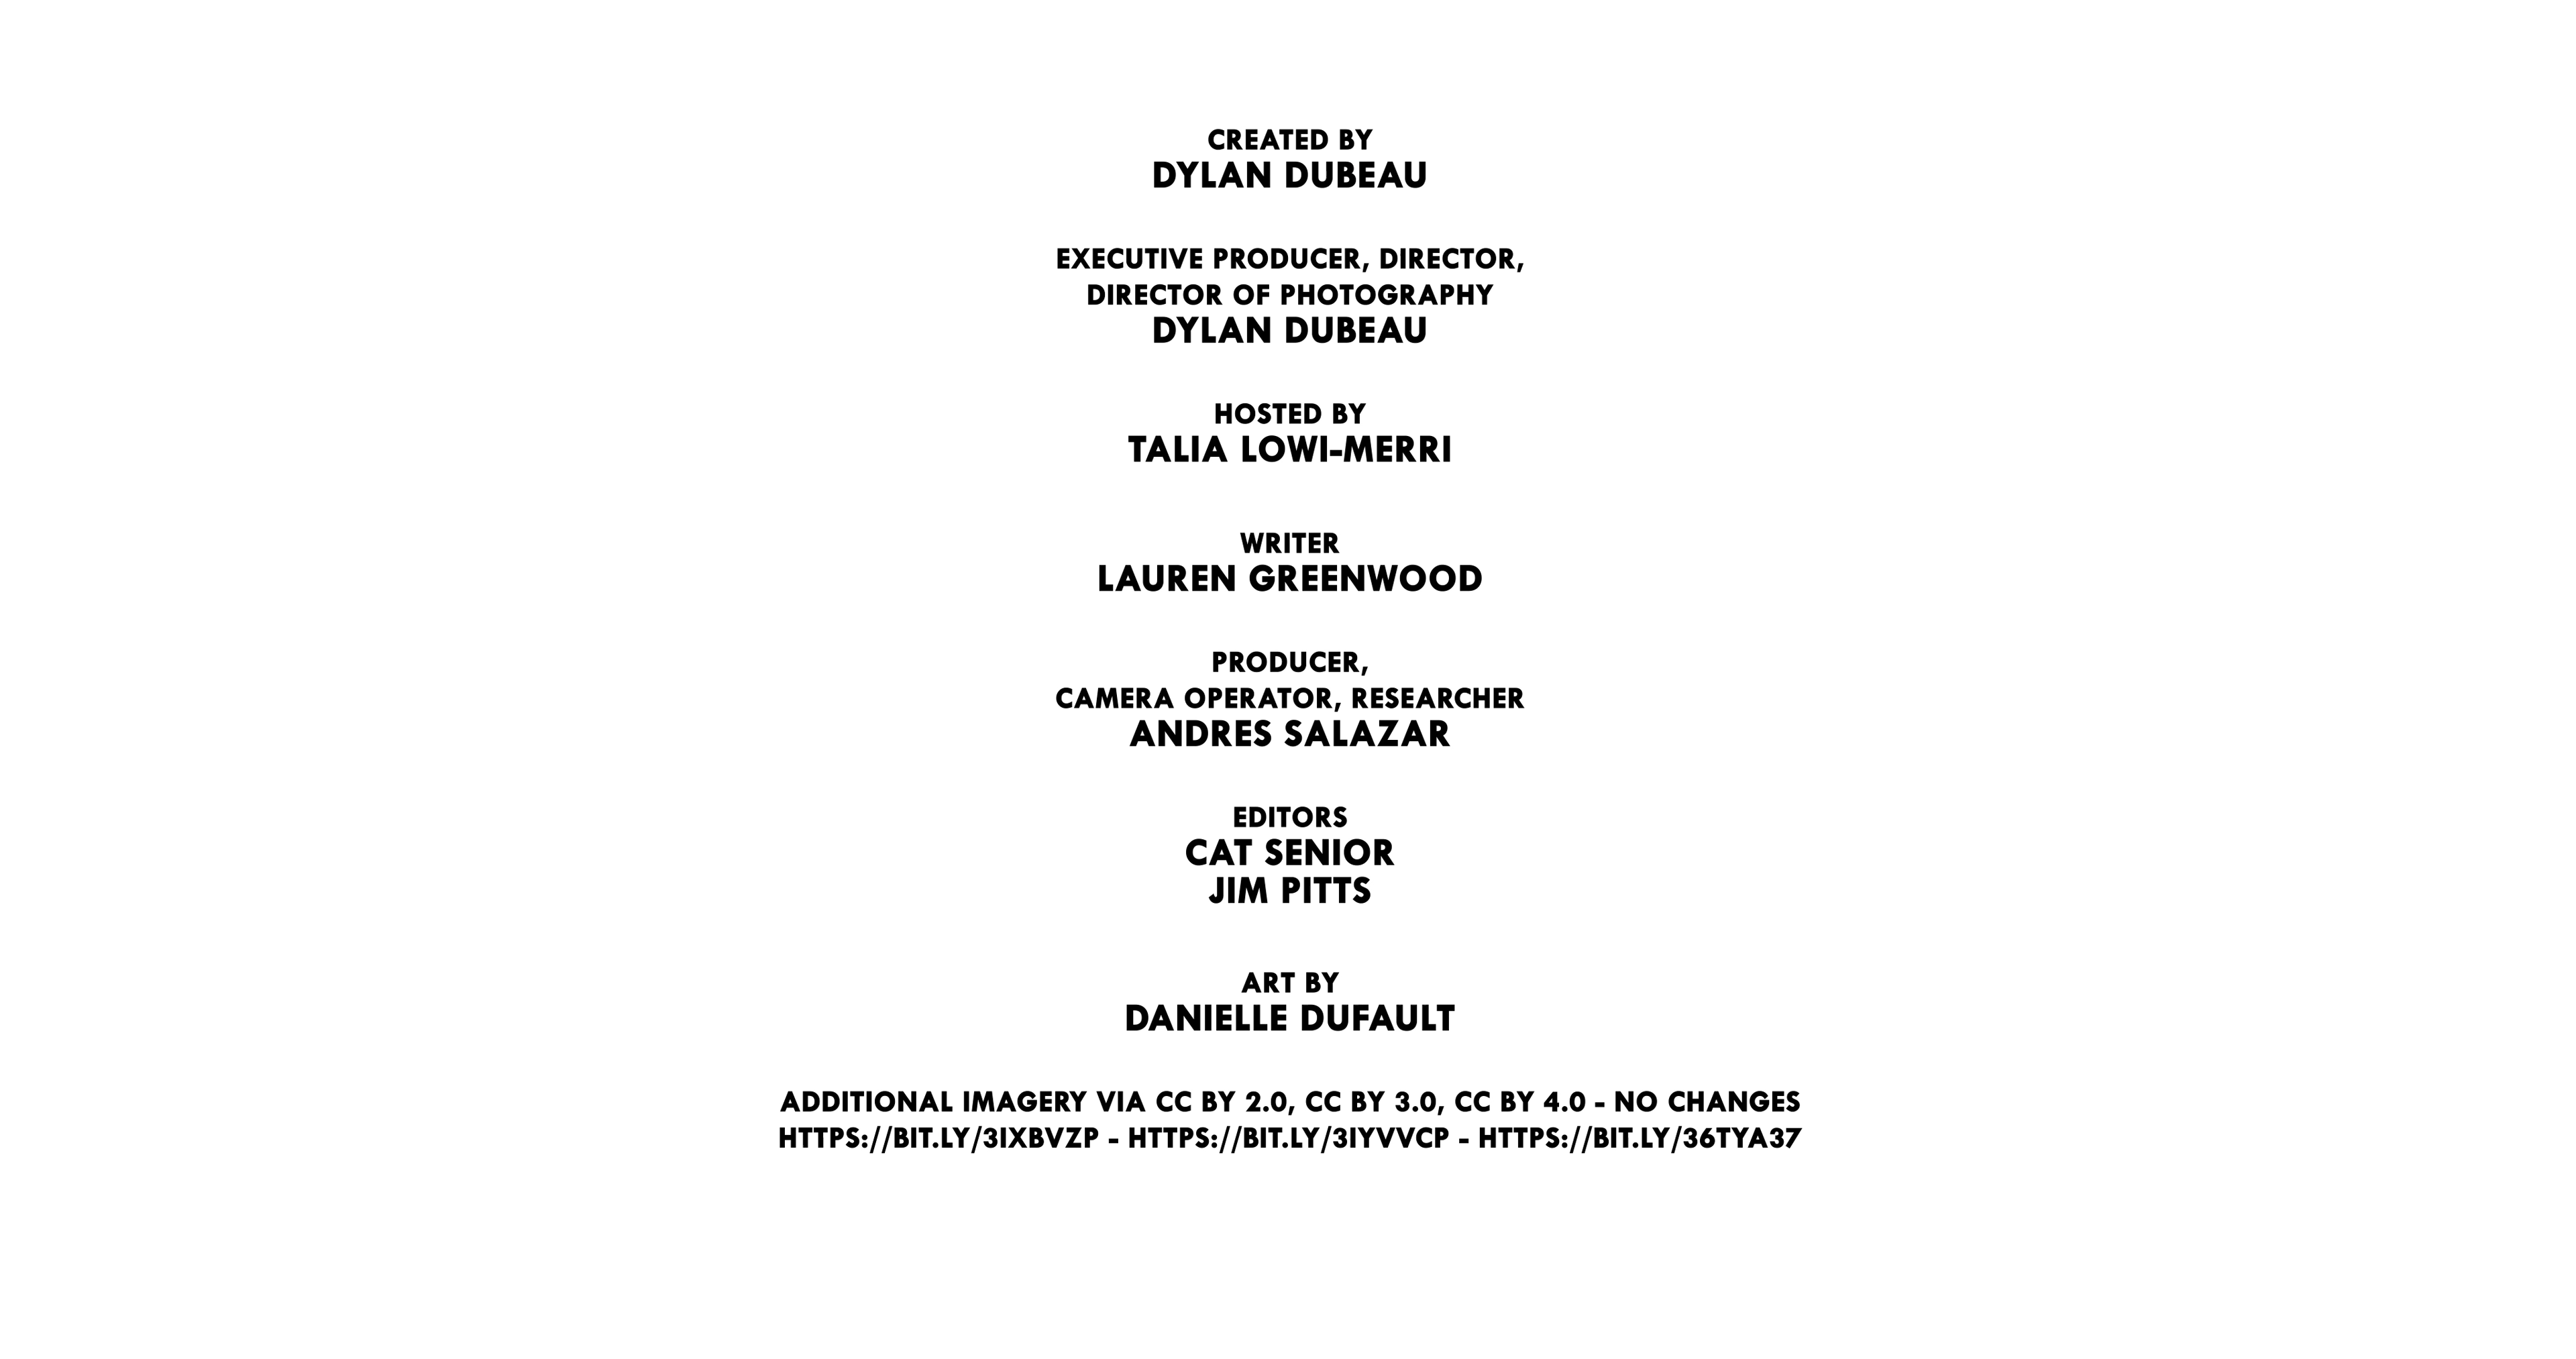 CREATED BY
DYLAN DUBEAU
EXECUTIVE PRODUCER, DIRECTOR,
DIRECTOR OF PHOTOGRAPHY
DYLAN DUBEAU
HOSTED BY
TALIA LOWI-MERRI
WRITER
LAUREN GREENWOOD
PRODUCER,
CAMERA OPERATOR, RESEARCHER
ANDRES SALAZAR
EDITORS
CAT SENIOR
JIM PITTS
ART BY
DANIELLE DUFAULT
ADDITIONAL IMAGERY VIA CC BY 2.0, CC BY 3.0, CC BY 4.0 - NO CHANGES
HTTPS://BIT.LY/3IXBVZP - HTTPS://BIT.LY/3IYVVCP - HTTPS://BIT.LY/36TYA37